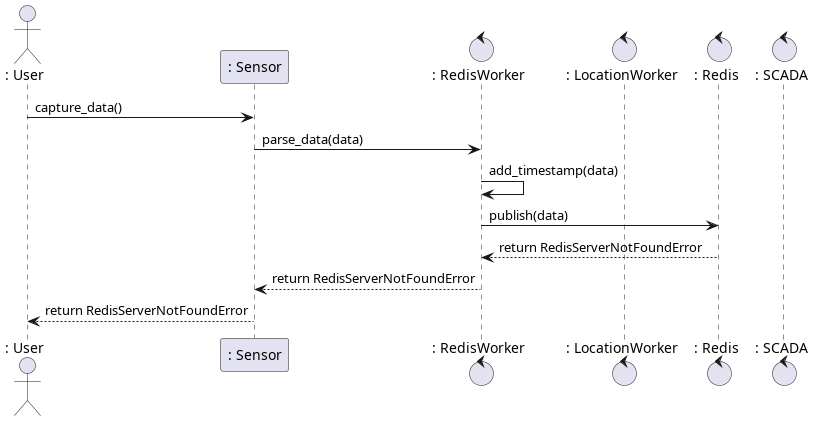 : User
: Sensor
: RedisWorker
: LocationWorker
: Redis
: SCADA
capture_data()
parse_data(data)
add_timestamp(data)
publish(data)
return RedisServerNotFoundError
return RedisServerNotFoundError
return RedisServerNotFoundError
: User
: Sensor
: RedisWorker
: LocationWorker
: Redis
: SCADA